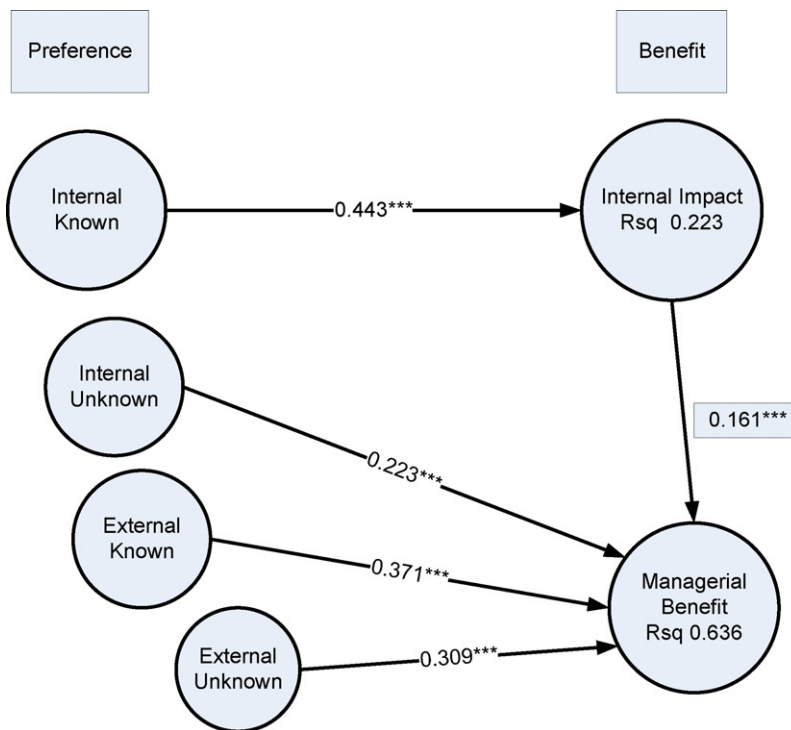 Preference
Benefit
Internal
Known
0.443***
Internal Impact
Rsq 0.223
Internal
Unknown
0.161***
0.223***
External
Known
0.371***
Managerial
Benefit
Rsq 0.636
External
Unknown
0.309***